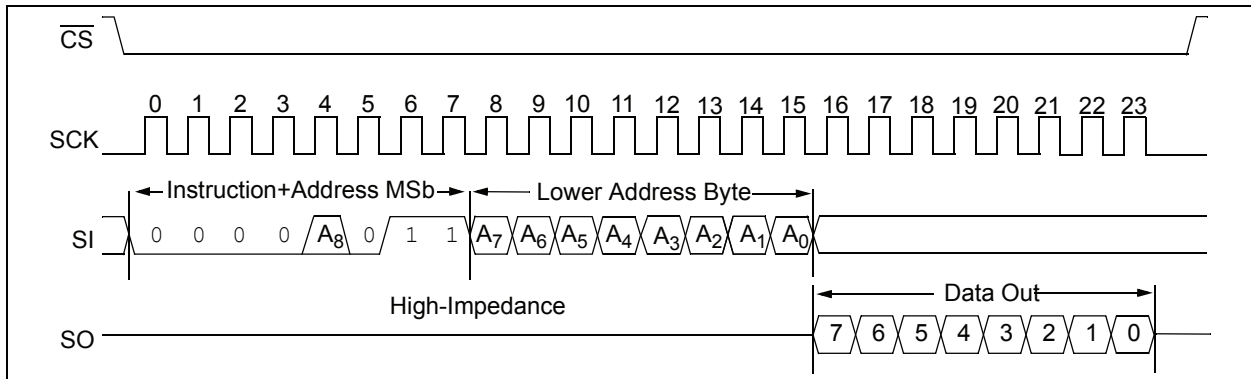 CS
0 1 2 3 4 5 6 7 8 9 10 11 12 13 14 15 16 17 18 19 20 21 22 23
SCK
Instruction+Address MSb Lower Address Byte
SI 0 0 0 0 A8 0 1 1 A7 A6 A5 A4 A3 A2 A1 A0
High-Impedance Data Out
SO 7 6 5 4 3 2 1 0